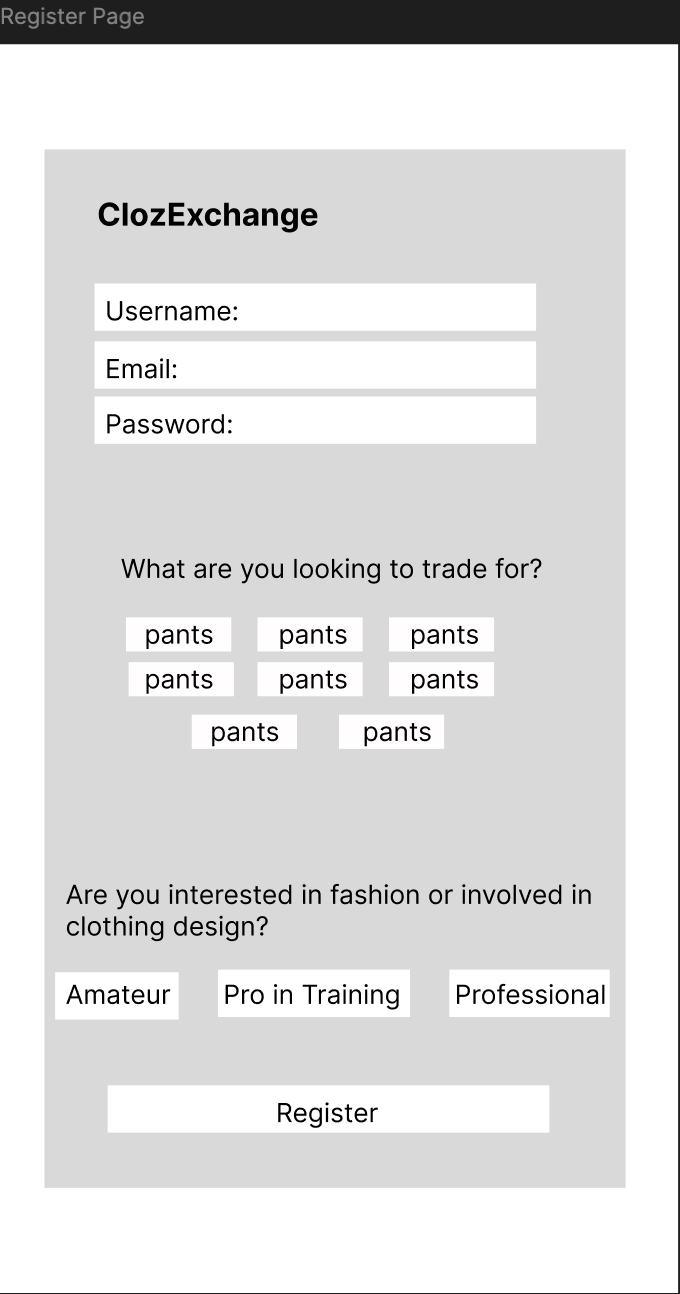 Register Page
ClozExchange
Username:
Email:
Password:
What are you looking to trade for?
pants pants pants
pants pants pants
pants pants
Are you interested in fashion or involved in
clothing design?
Amateur Pro in Training Professional
Register